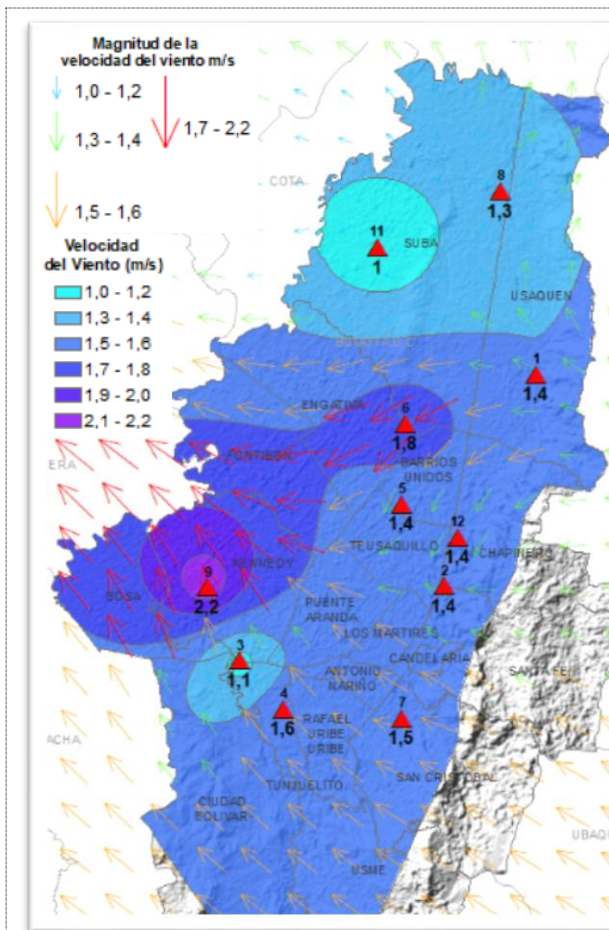 Magnitud de la
velocidad del viento m/s
1,0 - 1,2
1,3 - 1,4
1,7 - 2,2
1,5 - 1,6
Velocidad
del Viento (m/s)
1,0 - 1,2
1,3 - 1,4
1,5 - 1,6
1,7 - 1,8
1,9 - 2,0
2,1 - 2,2
COTA
8
1,3
11
SUBA
1
USAQUEN
1
1,4
ENGATIVA
6
1,8
BARRIOS
UNIDOS
FONTIBON
ERA
5
1,4
12
TEUSAQUILLO
1,4
CHAPINERO
KENNEDY
9
2,2
2
1,4
BOSA
PUENTE
ARANDA
LOS MARTIRES
CANDELARIA
3
1,1
ANTONIO
NARIÑO
SANTA FE
4
1,6
7
1,5
RAFAEL
URIBE
URIBE
ACHA
TUNJUELITO
SAN CRISTOBAL
CIUDAD
BOLIVAR
UBAQ
USME